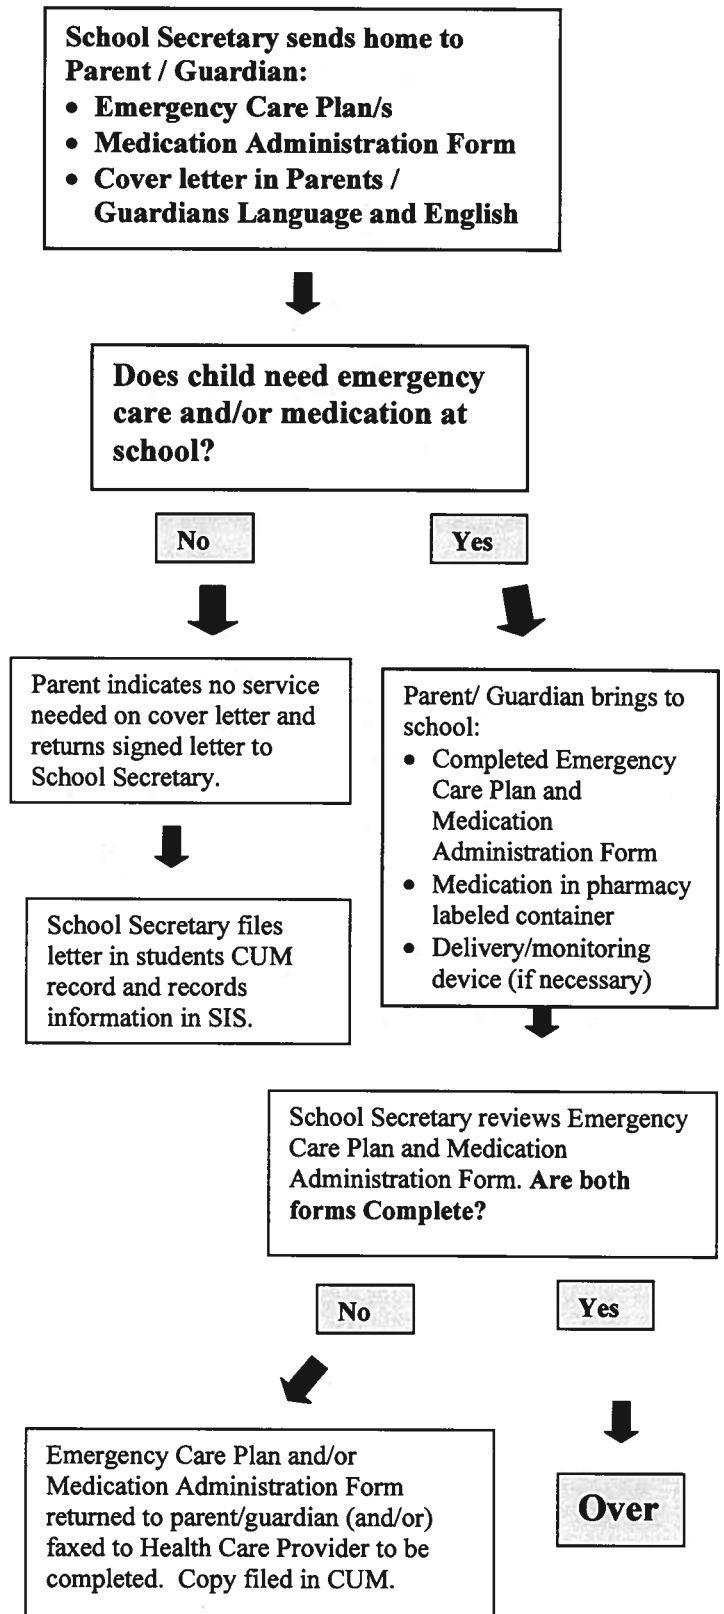 School Secretary sends home to
Parent / Guardian:
• Emergency Care Plan/s
• Medication Administration Form
• Cover letter in Parents /
Guardians Language and English
Does child need emergency
care and/or medication at
school?
No
Yes
Parent indicates no service
needed on cover letter and
returns signed letter to
School Secretary.
School Secretary files
letter in students CUM
record and records
information in SIS.
Parent/ Guardian brings to
school:
• Completed Emergency
Care Plan and
Medication
Administration Form
• Medication in pharmacy
labeled container
• Delivery/monitoring
device (if necessary)
School Secretary reviews Emergency
Care Plan and Medication
Administration Form. Are both
forms Complete?
No
Yes
Emergency Care Plan and/or
Medication Administration Form
returned to parent/guardian (and/or)
faxed to Health Care Provider to be
completed. Copy filed in CUM.
Over